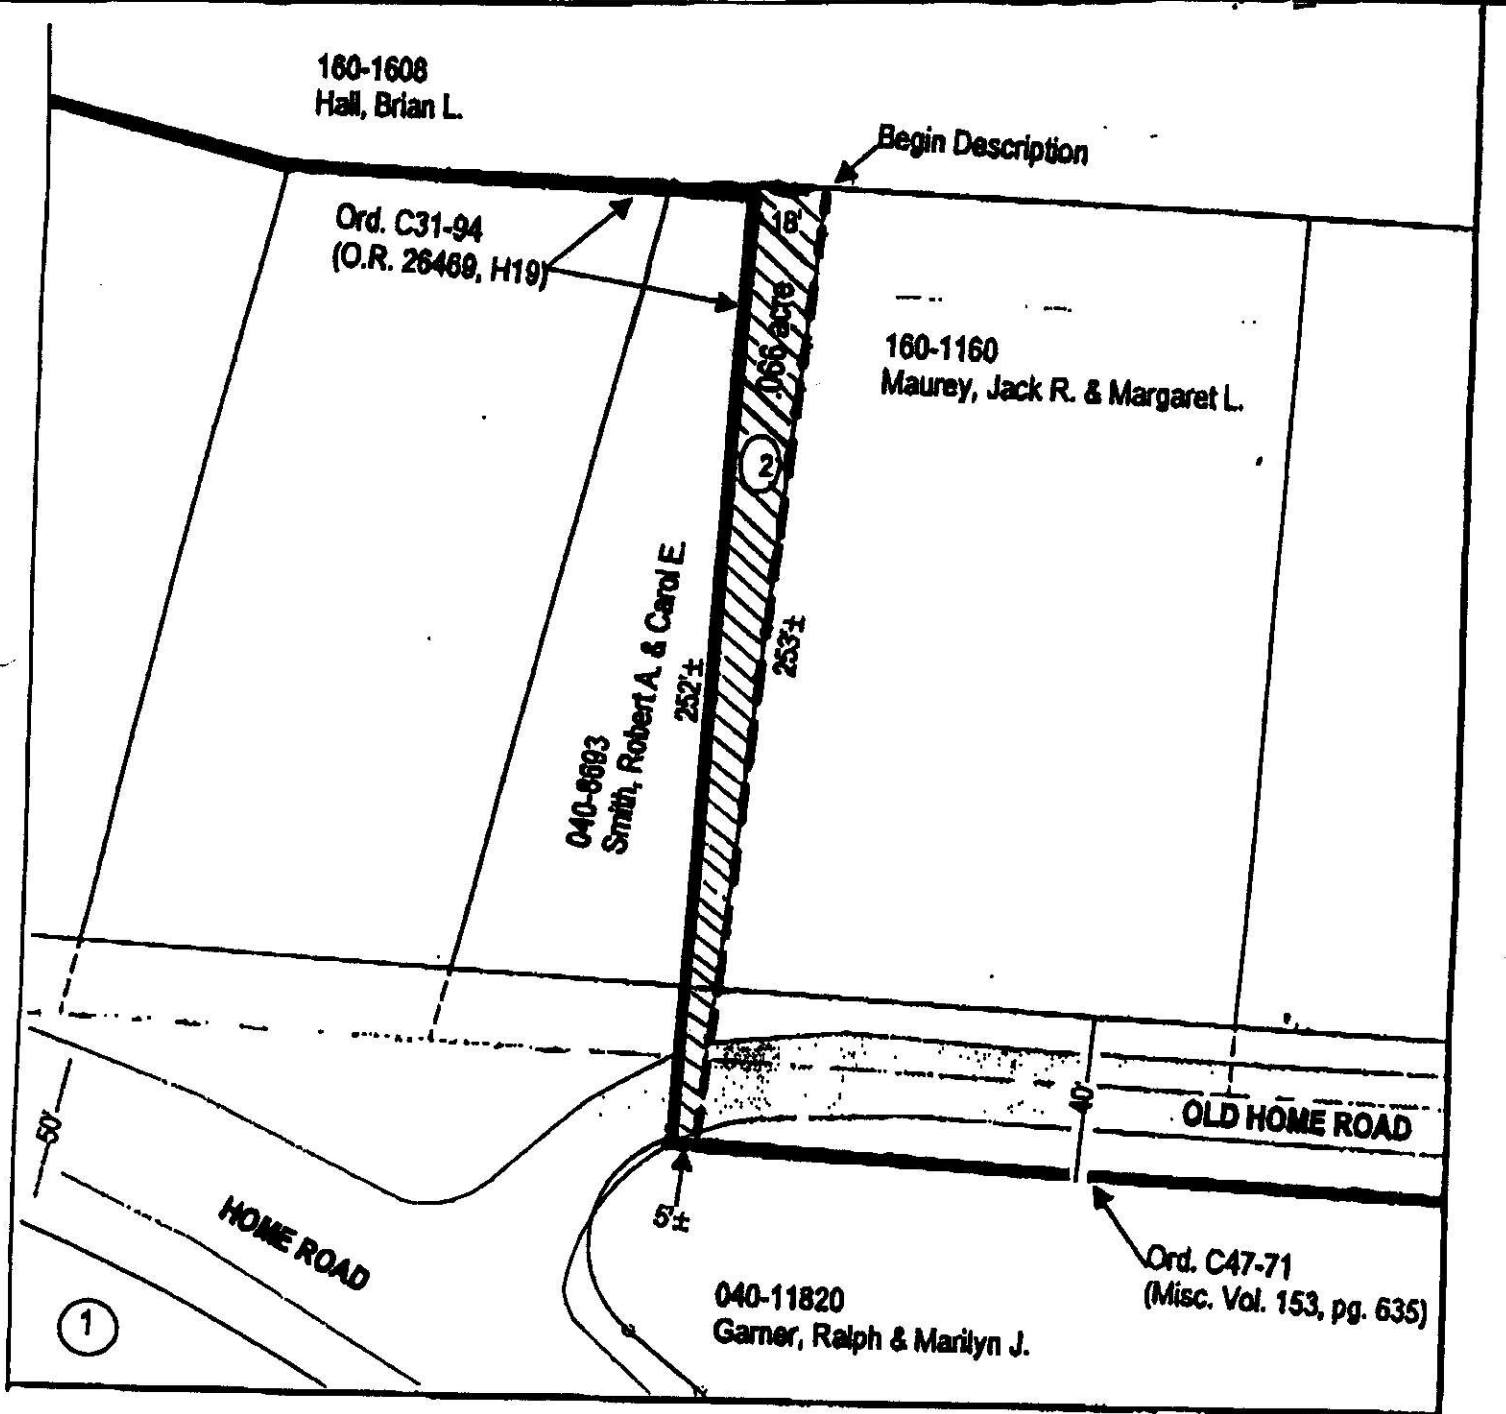 160-1608
Hall, Brian L.
Begin Description
Ord. C31-94
(O.R. 26469, H19)
18'
.066 acre
160-1160
Maurey, Jack R. & Margaret L.
2
040-8693
Smith, Robert A. & Carol E.
252'±
253'±
50'
40'
OLD HOME ROAD
5'±
HOME ROAD
Ord. C47-71
(Misc. Vol. 153, pg. 635)
040-11820
Garner, Ralph & Marilyn J.
1